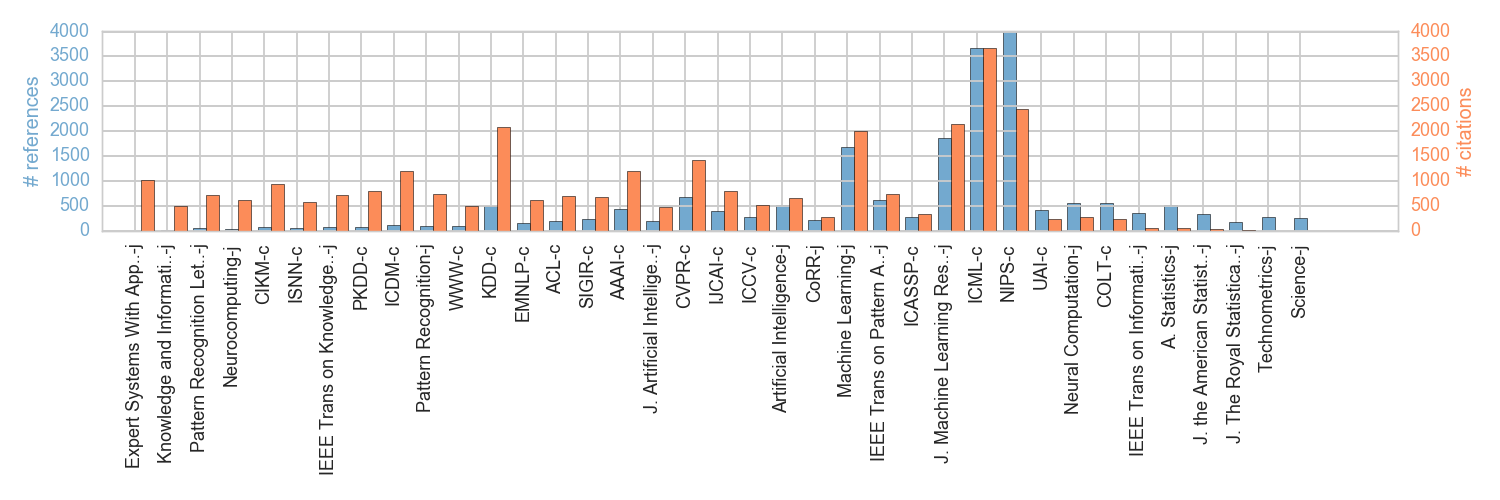 # references
4000
3500
3000
2500
2000
1500
1000
500
0
4000
3500
3000
2500
2000
1500
1000
500
0
# citations
Expert Systems With App..-j
Knowledge and Informati..-j
Pattern Recognition Let..-j
Neurocomputing-j
CIKM-c
ISNN-c
IEEE Trans on Knowledge..-j
PKDD-c
ICDM-c
Pattern Recognition-j
WWW-c
KDD-c
EMNLP-c
ACL-c
SIGIR-c
AAAI-c
J. Artificial Intellige..-j
CVPR-c
IJCAI-c
ICCV-c
Artificial Intelligence-j
CoRR-j
Machine Learning-j
IEEE Trans on Pattern A..-j
ICASSP-c
J. Machine Learning Res..-j
ICML-c
NIPS-c
UAI-c
Neural Computation-j
COLT-c
IEEE Trans on Informati..-j
A. Statistics-j
J. the American Statist..-j
J. The Royal Statistica..-j
Technometrics-j
Science-j